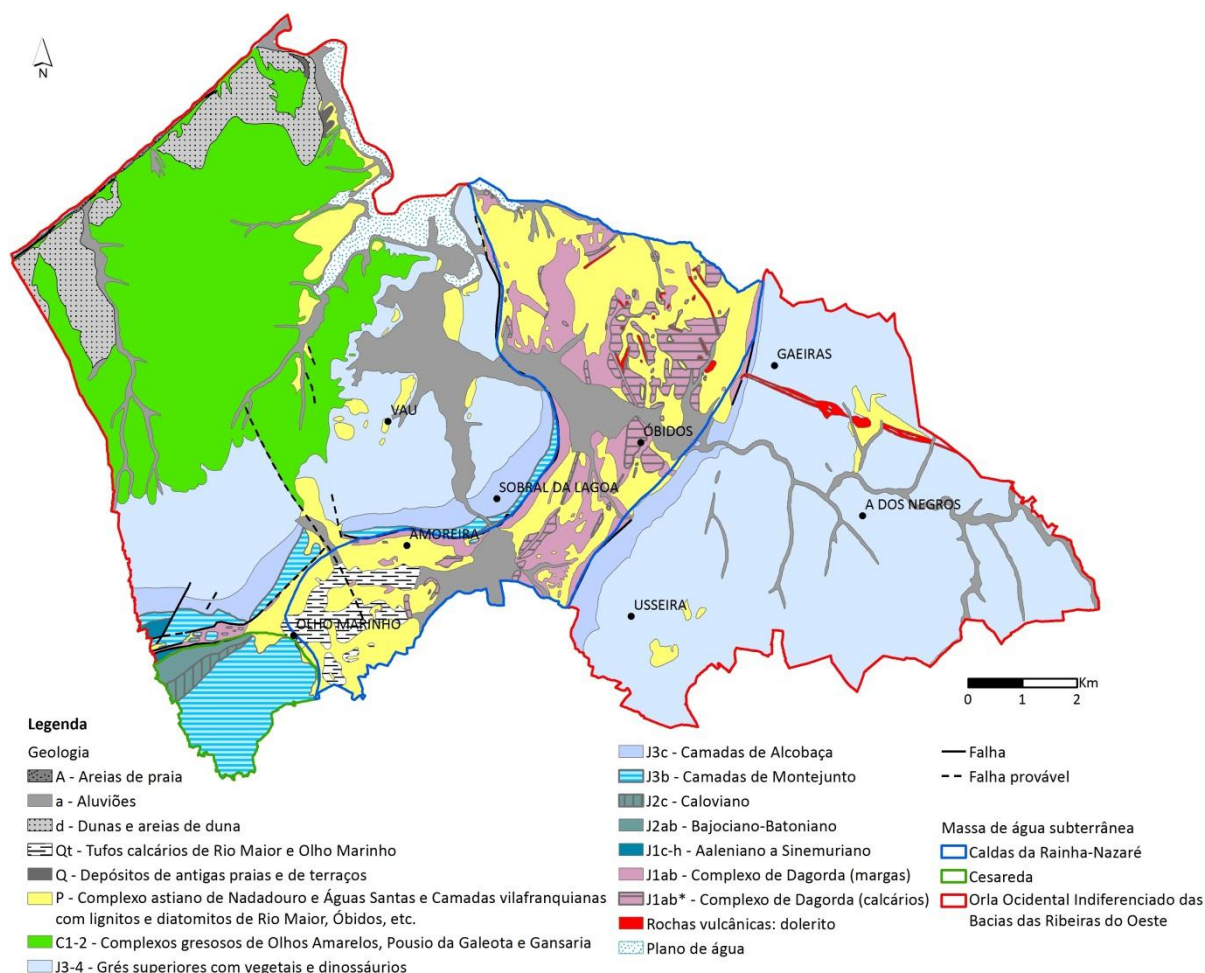 N
GAEIRAS
VAU
ÓBIDOS
SOBRAL DA LAGOA
A DOS NEGROS
AMOREIRA
USSEIRA
OLHO MARINHO
0 1 2 Km
Legenda
Geologia
A - Areias de praia
a - Aluviões
d - Dunas e areias de duna
Qt - Tufos calcários de Rio Maior e Olho Marinho
Q - Depósitos de antigas praias e de terraços
P - Complexo astiano de Nadadouro e Águas Santas e Camadas vilafranquianas
com lignitos e diatomitos de Rio Maior, Óbidos, etc.
C1-2 - Complexos gresosos de Olhos Amarelos, Pousio da Galeota e Gansaria
J3-4 - Grés superiores com vegetais e dinossáurios
J3c - Camadas de Alcobaça
J3b - Camadas de Montejunto
J2c - Caloviano
J2ab - Bajociano-Batoniano
J1c-h - Aaleniano a Sinemuriano
J1ab - Complexo de Dagorda (margas)
J1ab* - Complexo de Dagorda (calcários)
Rochas vulcânicas: dolerito
Plano de água
Falha
Falha provável
Massa de água subterrânea
Caldas da Rainha-Nazaré
Cesareda
Orla Ocidental Indiferenciado das
Bacias das Ribeiras do Oeste